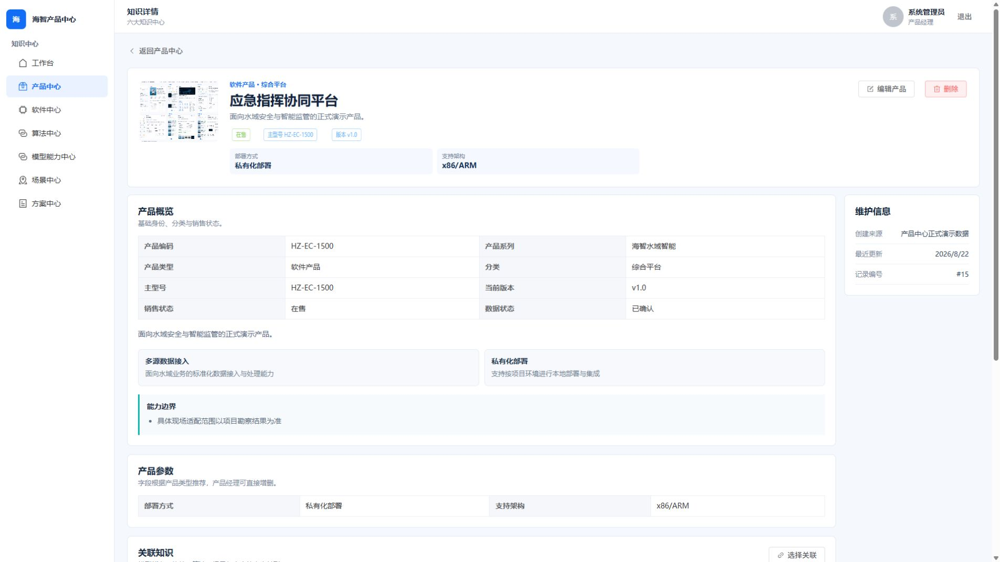 海
海智产品中心
知识中心
工作台
产品中心
软件中心
算法中心
模型能力中心
场景中心
方案中心
知识详情
六大知识中心
系
系统管理员
产品经理
退出
返回产品中心
软件产品 • 综合平台
应急指挥协同平台
面向水域安全与智能监管的正式演示产品。
在售
主型号 HZ-EC-1500
版本 v1.0
部署方式
私有化部署
支持架构
x86/ARM
编辑产品
删除
产品概览
基础身份、分类与销售状态。
产品编码 HZ-EC-1500 产品系列 海智水域智能
产品类型 软件产品 分类 综合平台
主型号 HZ-EC-1500 当前版本 v1.0
销售状态 在售 数据状态 已确认
面向水域安全与智能监管的正式演示产品。
多源数据接入
面向水域业务的标准化数据接入与处理能力
私有化部署
支持按项目环境进行本地部署与集成
能力边界
• 具体现场适配范围以项目勘察结果为准
维护信息
创建来源 产品中心正式演示数据
最近更新 2026/8/22
记录编号 #15
产品参数
字段根据产品类型推荐，产品经理可直接增删。
部署方式 私有化部署 支持架构 x86/ARM
关联知识
选择关联